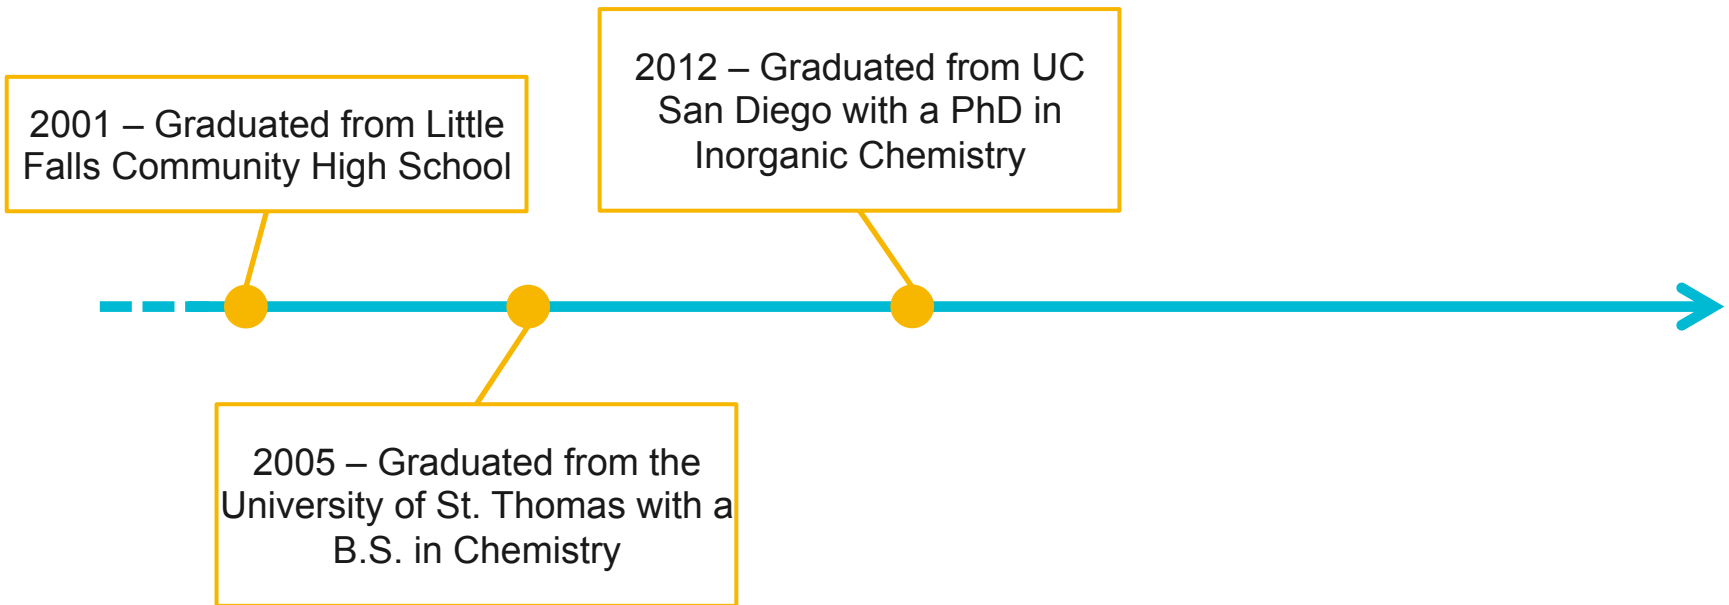 2001 – Graduated from Little
Falls Community High School
2005 – Graduated from the
University of St. Thomas with a
B.S. in Chemistry
2012 – Graduated from UC
San Diego with a PhD in
Inorganic Chemistry